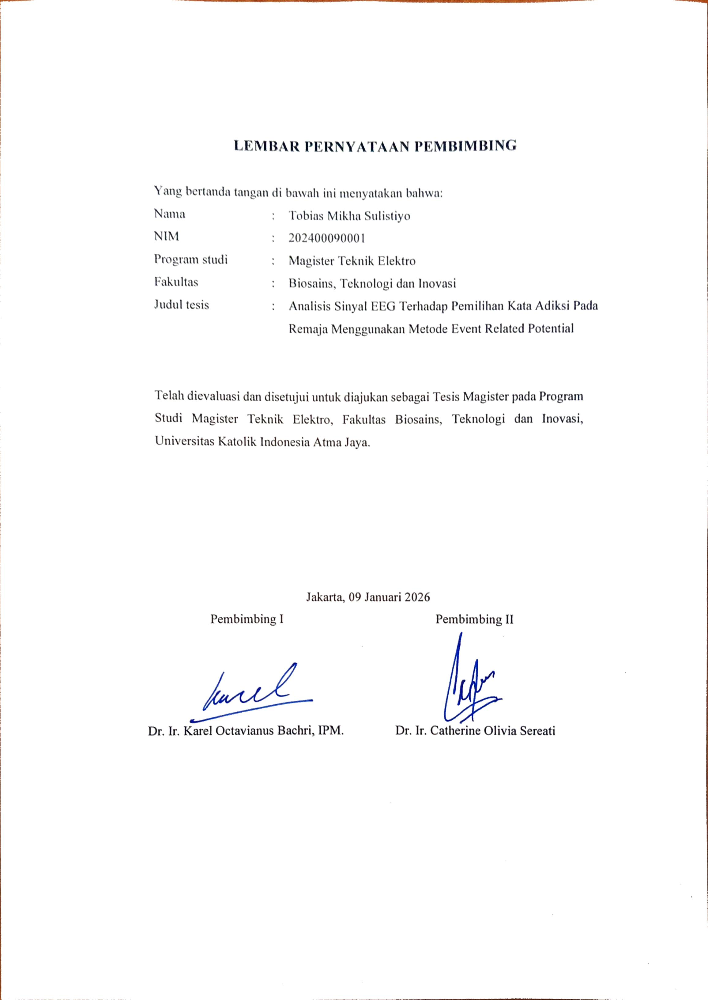 LEMBAR PERNYATAAN PEMBIMBING
Yang bertanda tangan di bawah ini menyatakan bahwa:
Nama : Tobias Mikha Sulistiyo
NIM : 202400090001
Program studi : Magister Teknik Elektro
Fakultas : Biosains, Teknologi dan Inovasi
Judul tesis : Analisis Sinyal EEG Terhadap Pemilihan Kata Adiksi Pada
Remaja Menggunakan Metode Event Related Potential
Telah dievaluasi dan disetujui untuk diajukan sebagai Tesis Magister pada Program
Studi Magister Teknik Elektro, Fakultas Biosains, Teknologi dan Inovasi,
Universitas Katolik Indonesia Atma Jaya.
Jakarta, 09 Januari 2026
Pembimbing I Pembimbing II
Karel
Dr. Ir. Karel Octavianus Bachri, IPM. Dr. Ir. Catherine Olivia Sereati